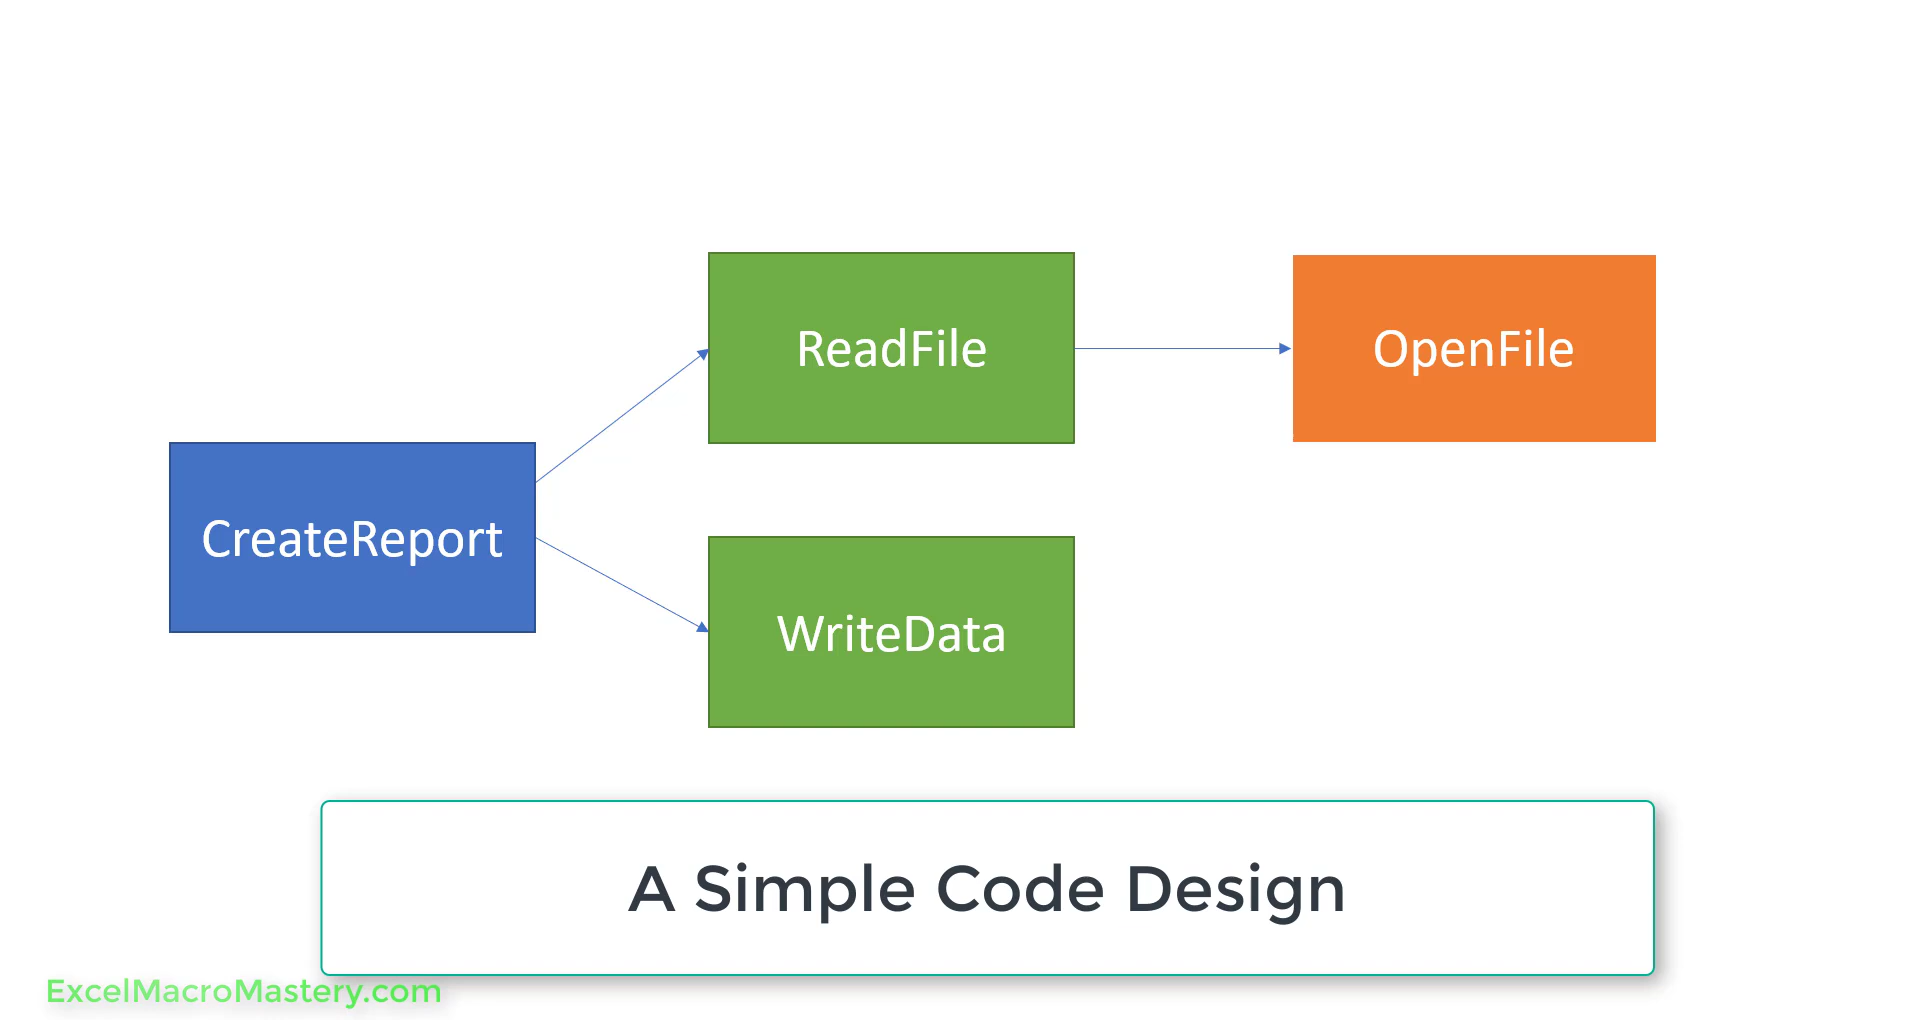 ReadFile
OpenFile
CreateReport
WriteData
A Simple Code Design
ExcelMacroMastery.com